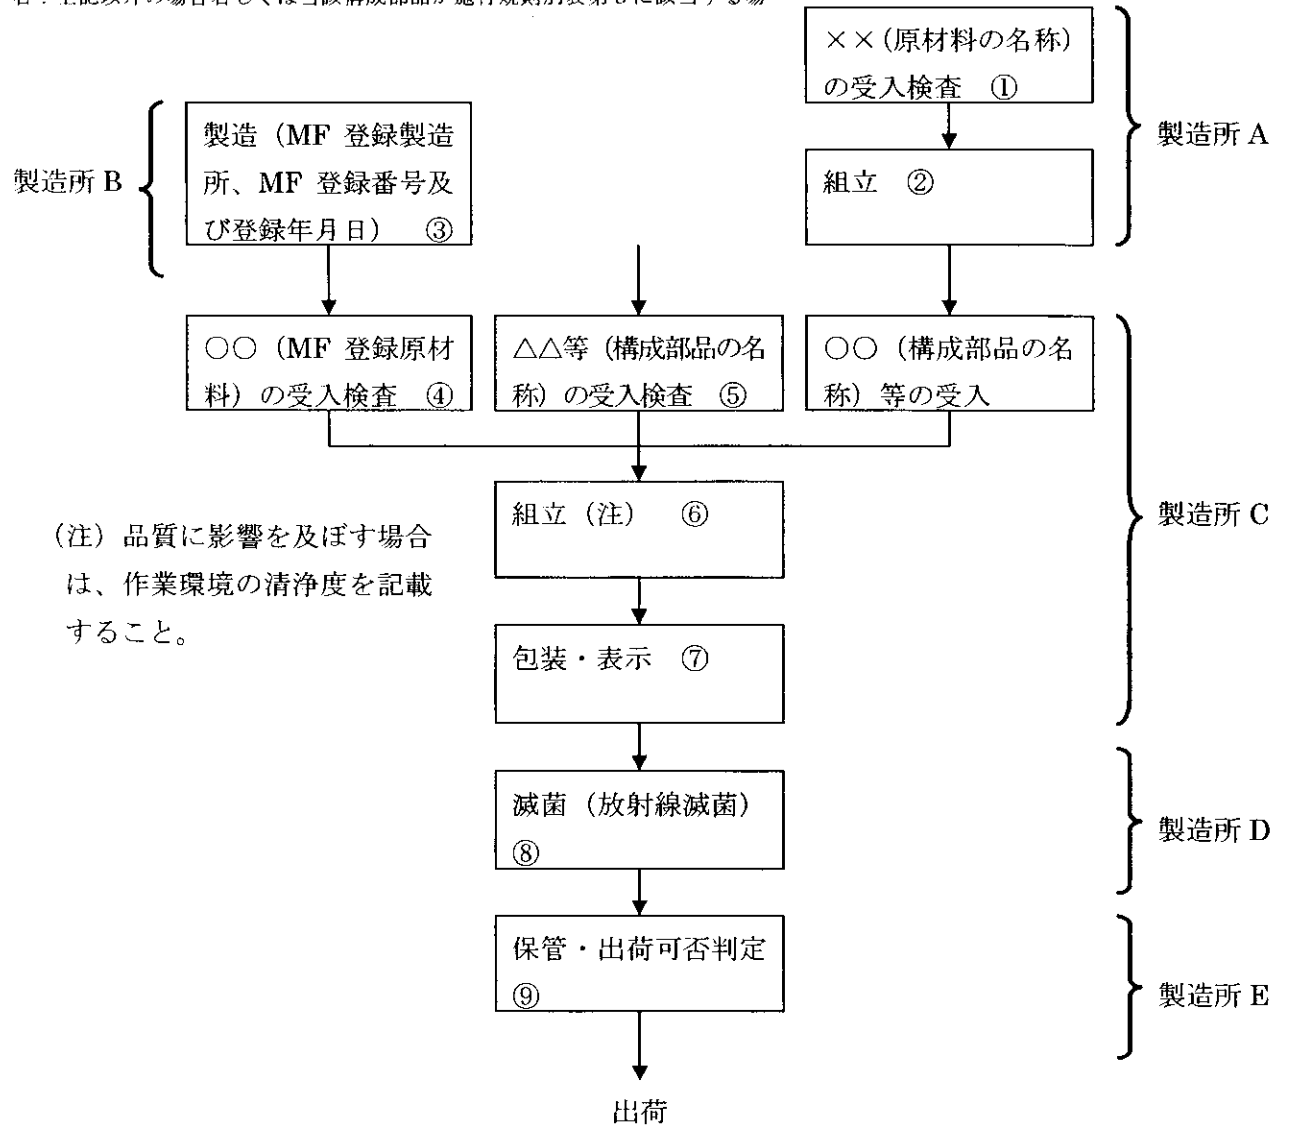 ××(原材料の名称)
の受入検査 ①
製造所 A
組立 ②
製造所 B
製造(MF 登録製造
所、MF 登録番号及
び登録年月日) ③
○○(MF 登録原材
料)の受入検査 ④
△△等(構成部品の名
称)の受入検査 ⑤
○○(構成部品の名
称)等の受入
組立(注) ⑥
製造所 C
(注)品質に影響を及ぼす場合
は、作業環境の清浄度を記載
すること。
包装・表示 ⑦
滅菌(放射線滅菌)
⑧
製造所 D
保管・出荷可否判定
⑨
製造所 E
出荷